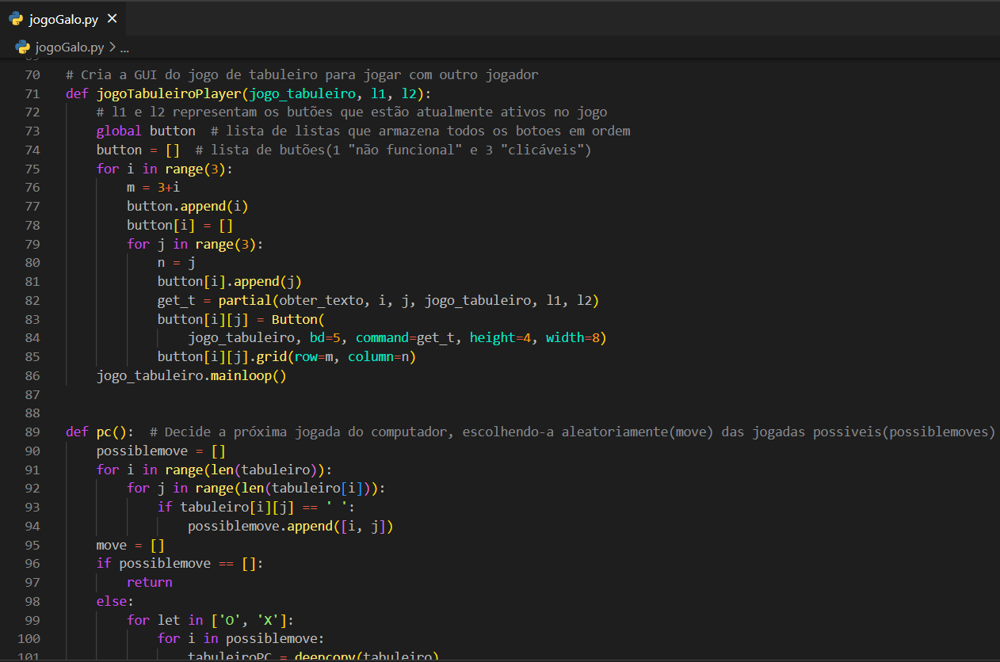 jogoGalo.py ×
jogoGalo.py > ...
70 # Cria a GUI do jogo de tabuleiro para jogar com outro jogador
71 def jogoTabuleiroPlayer(jogo_tabuleiro, l1, l2):
72     # l1 e l2 representam os butões que estão atualmente ativos no jogo
73     global button  # lista de listas que armazena todos os botoes em ordem
74     button = []  # lista de butões(1 "não funcional" e 3 "clicáveis")
75     for i in range(3):
76         m = 3+i
77         button.append(i)
78         button[i] = []
79         for j in range(3):
80             n = j
81             button[i].append(j)
82             get_t = partial(obter_texto, i, j, jogo_tabuleiro, l1, l2)
83             button[i][j] = Button(
84                 jogo_tabuleiro, bd=5, command=get_t, height=4, width=8)
85             button[i][j].grid(row=m, column=n)
86     jogo_tabuleiro.mainloop()
87
88
89 def pc():  # Decide a próxima jogada do computador, escolhendo-a aleatoriamente(move) das jogadas possiveis(possiblemoves)
90     possiblemove = []
91     for i in range(len(tabuleiro)):
92         for j in range(len(tabuleiro[i])):
93             if tabuleiro[i][j] == ' ':
94                 possiblemove.append([i, j])
95     move = []
96     if possiblemove == []:
97         return
98     else:
99         for let in ['O', 'X']:
100             for i in possiblemove:
101                 tabuleiroPC = deepcopy(tabuleiro)